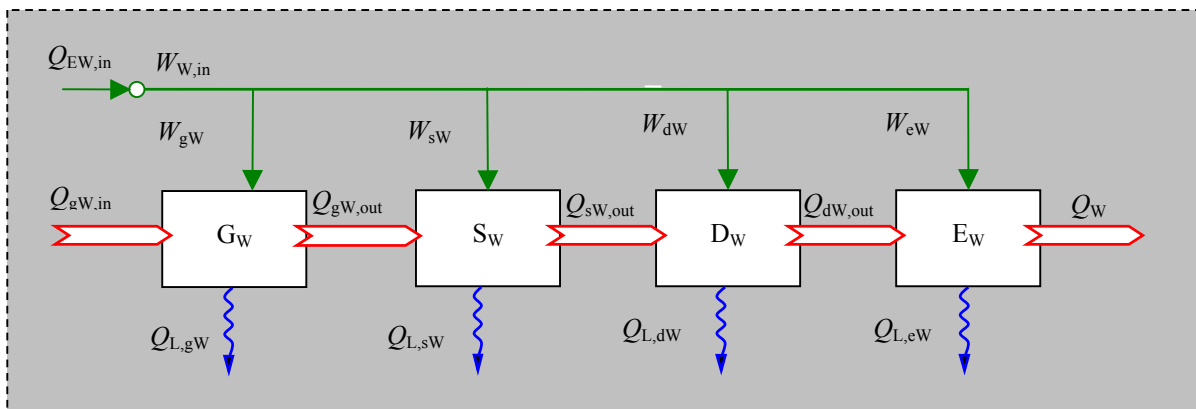 Q_EW,in W_W,in
W_gW W_sW W_dW W_eW
Q_gW,in Q_gW,out Q_sW,out Q_dW,out Q_W
G_W S_W D_W E_W
Q_L,gW Q_L,sW Q_L,dW Q_L,eW